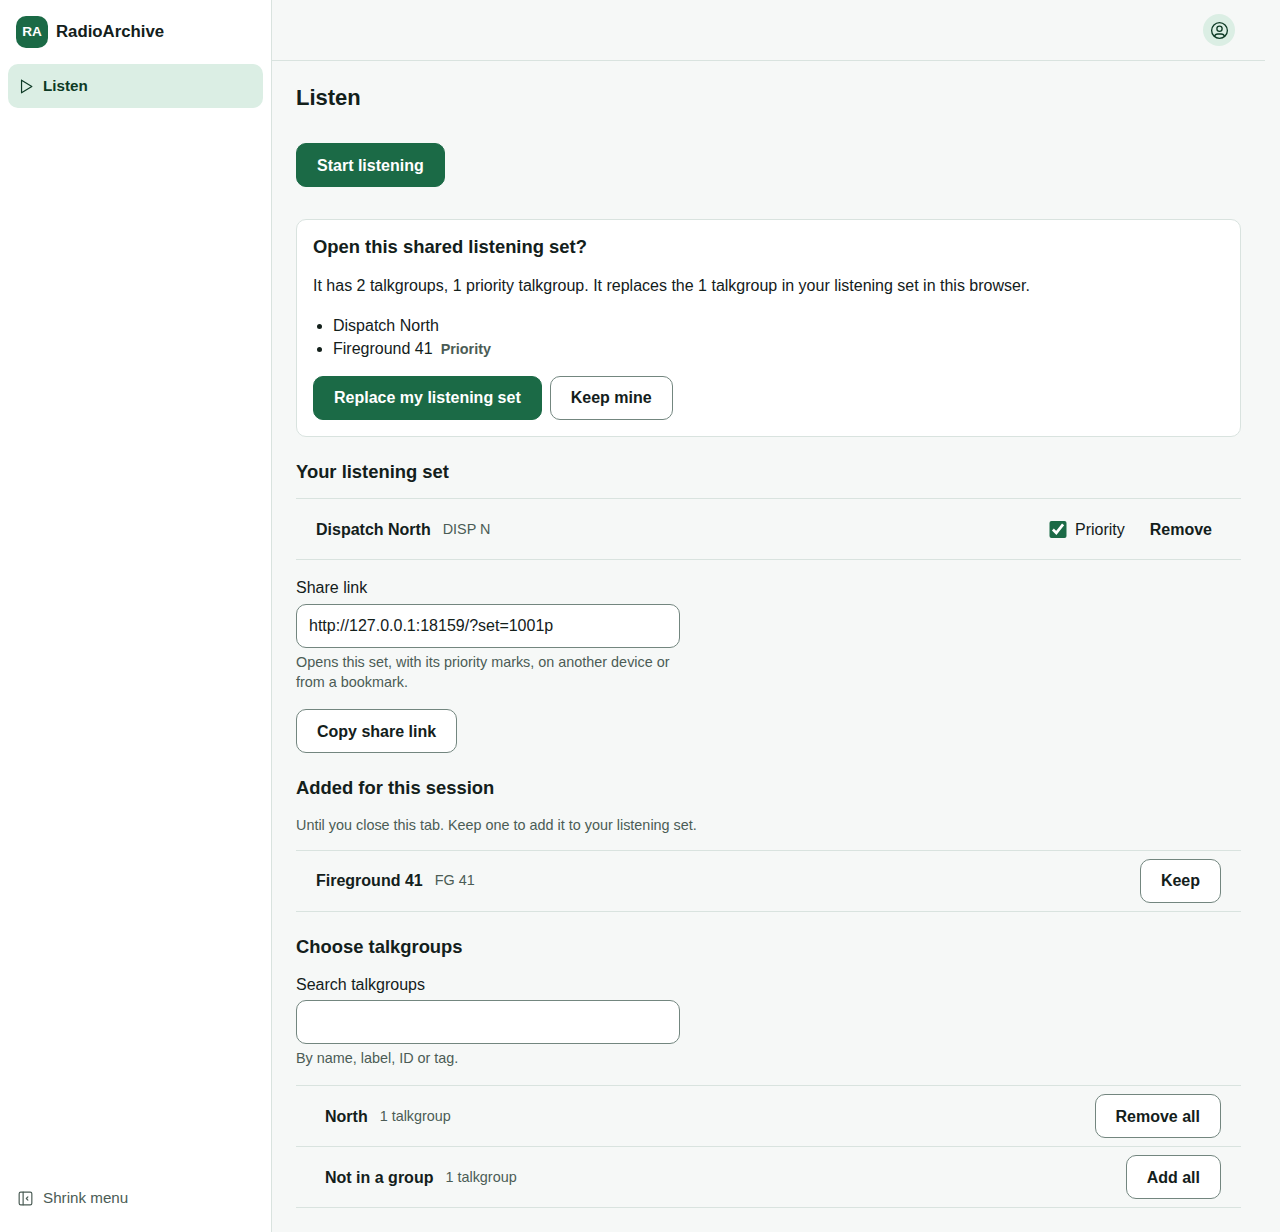 RA RadioArchive
Listen
Listen
Start listening
Open this shared listening set?
It has 2 talkgroups, 1 priority talkgroup. It replaces the 1 talkgroup in your listening set in this browser.
Dispatch North
Fireground 41 Priority
Replace my listening set Keep mine
Your listening set
Dispatch North DISP N Priority Remove
Share link
http://127.0.0.1:18159/?set=1001p
Opens this set, with its priority marks, on another device or
from a bookmark.
Copy share link
Added for this session
Until you close this tab. Keep one to add it to your listening set.
Fireground 41 FG 41 Keep
Choose talkgroups
Search talkgroups
By name, label, ID or tag.
North 1 talkgroup Remove all
Not in a group 1 talkgroup Add all
Shrink menu